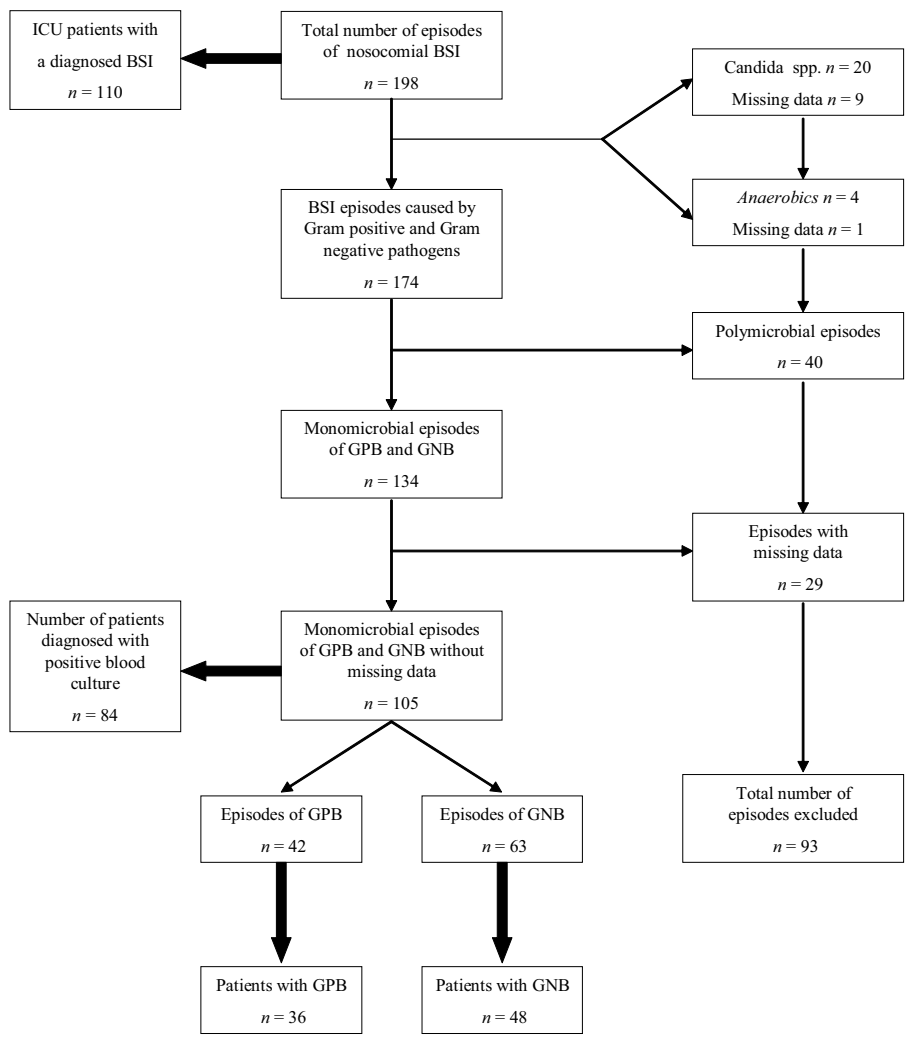 ICU patients with
a diagnosed BSI
n = 110
Total number of episodes
of nosocomial BSI
n = 198
Candida spp. n = 20
Missing data n = 9
Anaerobics n = 4
Missing data n = 1
BSI episodes caused by
Gram positive and Gram
negative pathogens
n = 174
Polymicrobial episodes
n = 40
Monomicrobial episodes
of GPB and GNB
n = 134
Episodes with
missing data
n = 29
Number of patients
diagnosed with
positive blood
culture
n = 84
Monomicrobial episodes
of GPB and GNB without
missing data
n = 105
Total number of
episodes excluded
n = 93
Episodes of GPB
n = 42
Episodes of GNB
n = 63
Patients with GPB
n = 36
Patients with GNB
n = 48